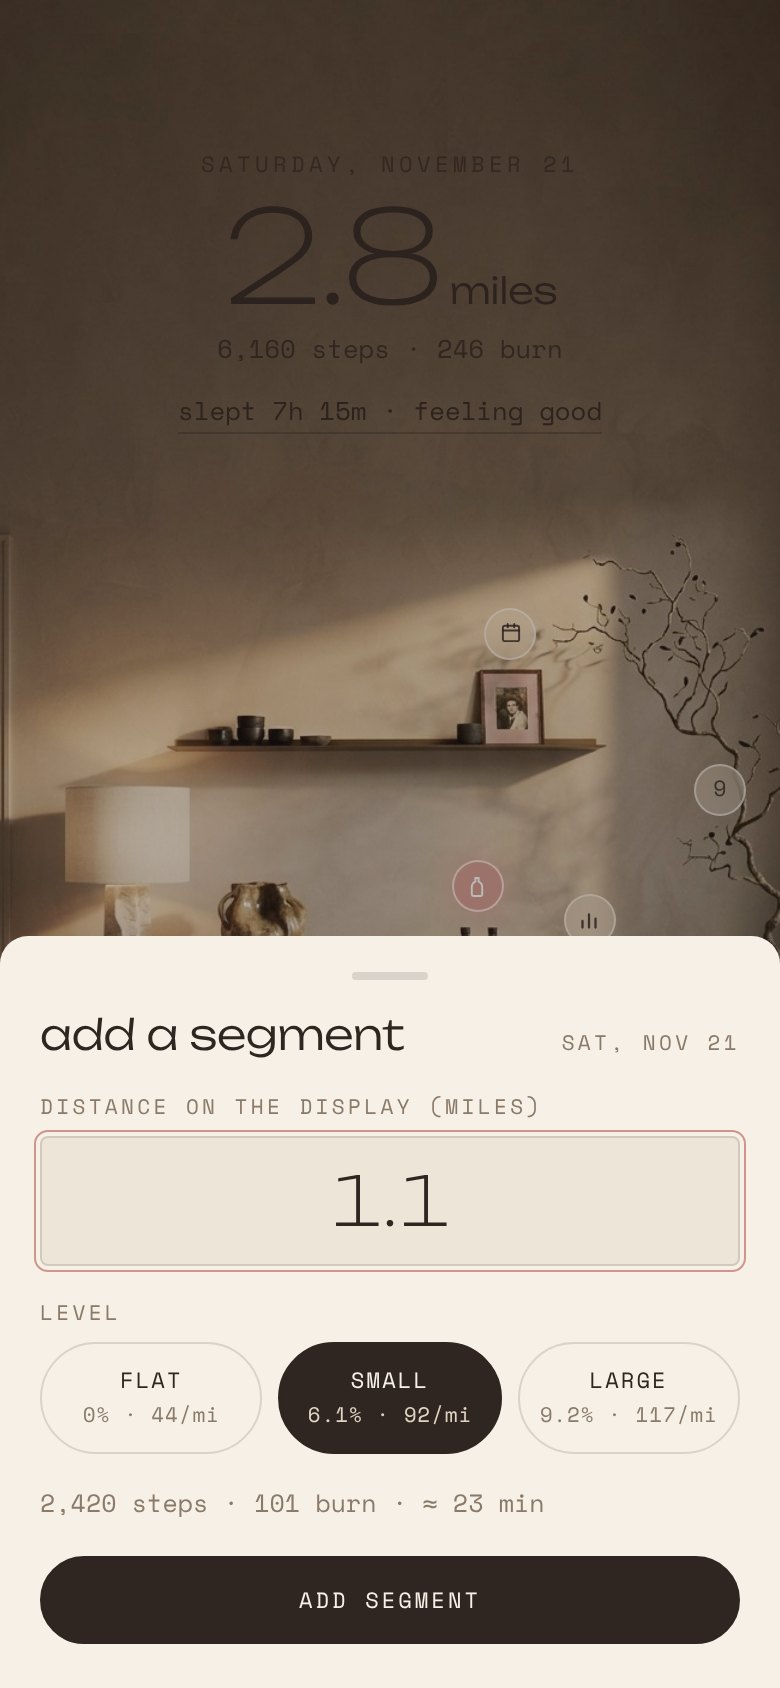 SATURDAY, NOVEMBER 21
2.8 miles
6,160 steps · 246 burn
slept 7h 15m · feeling good
9
add a segment
SAT, NOV 21
DISTANCE ON THE DISPLAY (MILES)
1.1
LEVEL
FLAT
0% · 44/mi
SMALL
6.1% · 92/mi
LARGE
9.2% · 117/mi
2,420 steps · 101 burn · ≈ 23 min
ADD SEGMENT